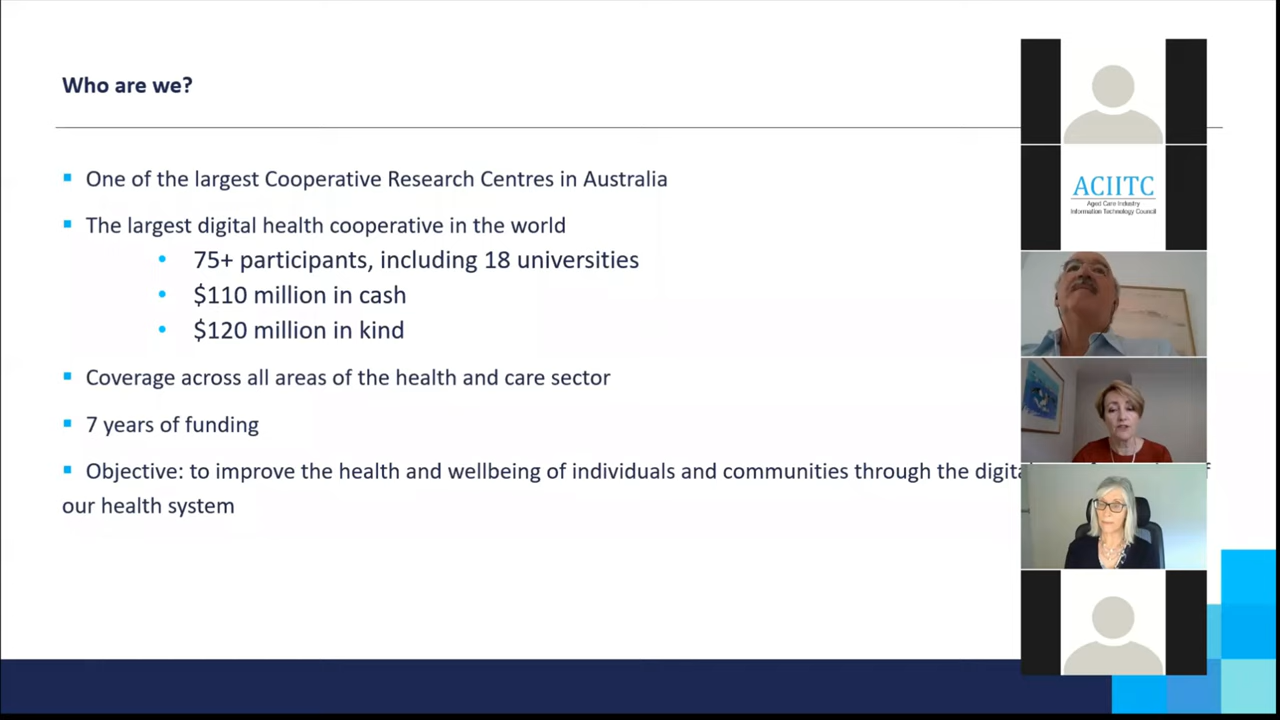 Who are we?
One of the largest Cooperative Research Centres in Australia
The largest digital health cooperative in the world
75+ participants, including 18 universities
$110 million in cash
$120 million in kind
Coverage across all areas of the health and care sector
7 years of funding
Objective: to improve the health and wellbeing of individuals and communities through the
our health system
ACIITC
Aged Care Industry
Information Technology Council